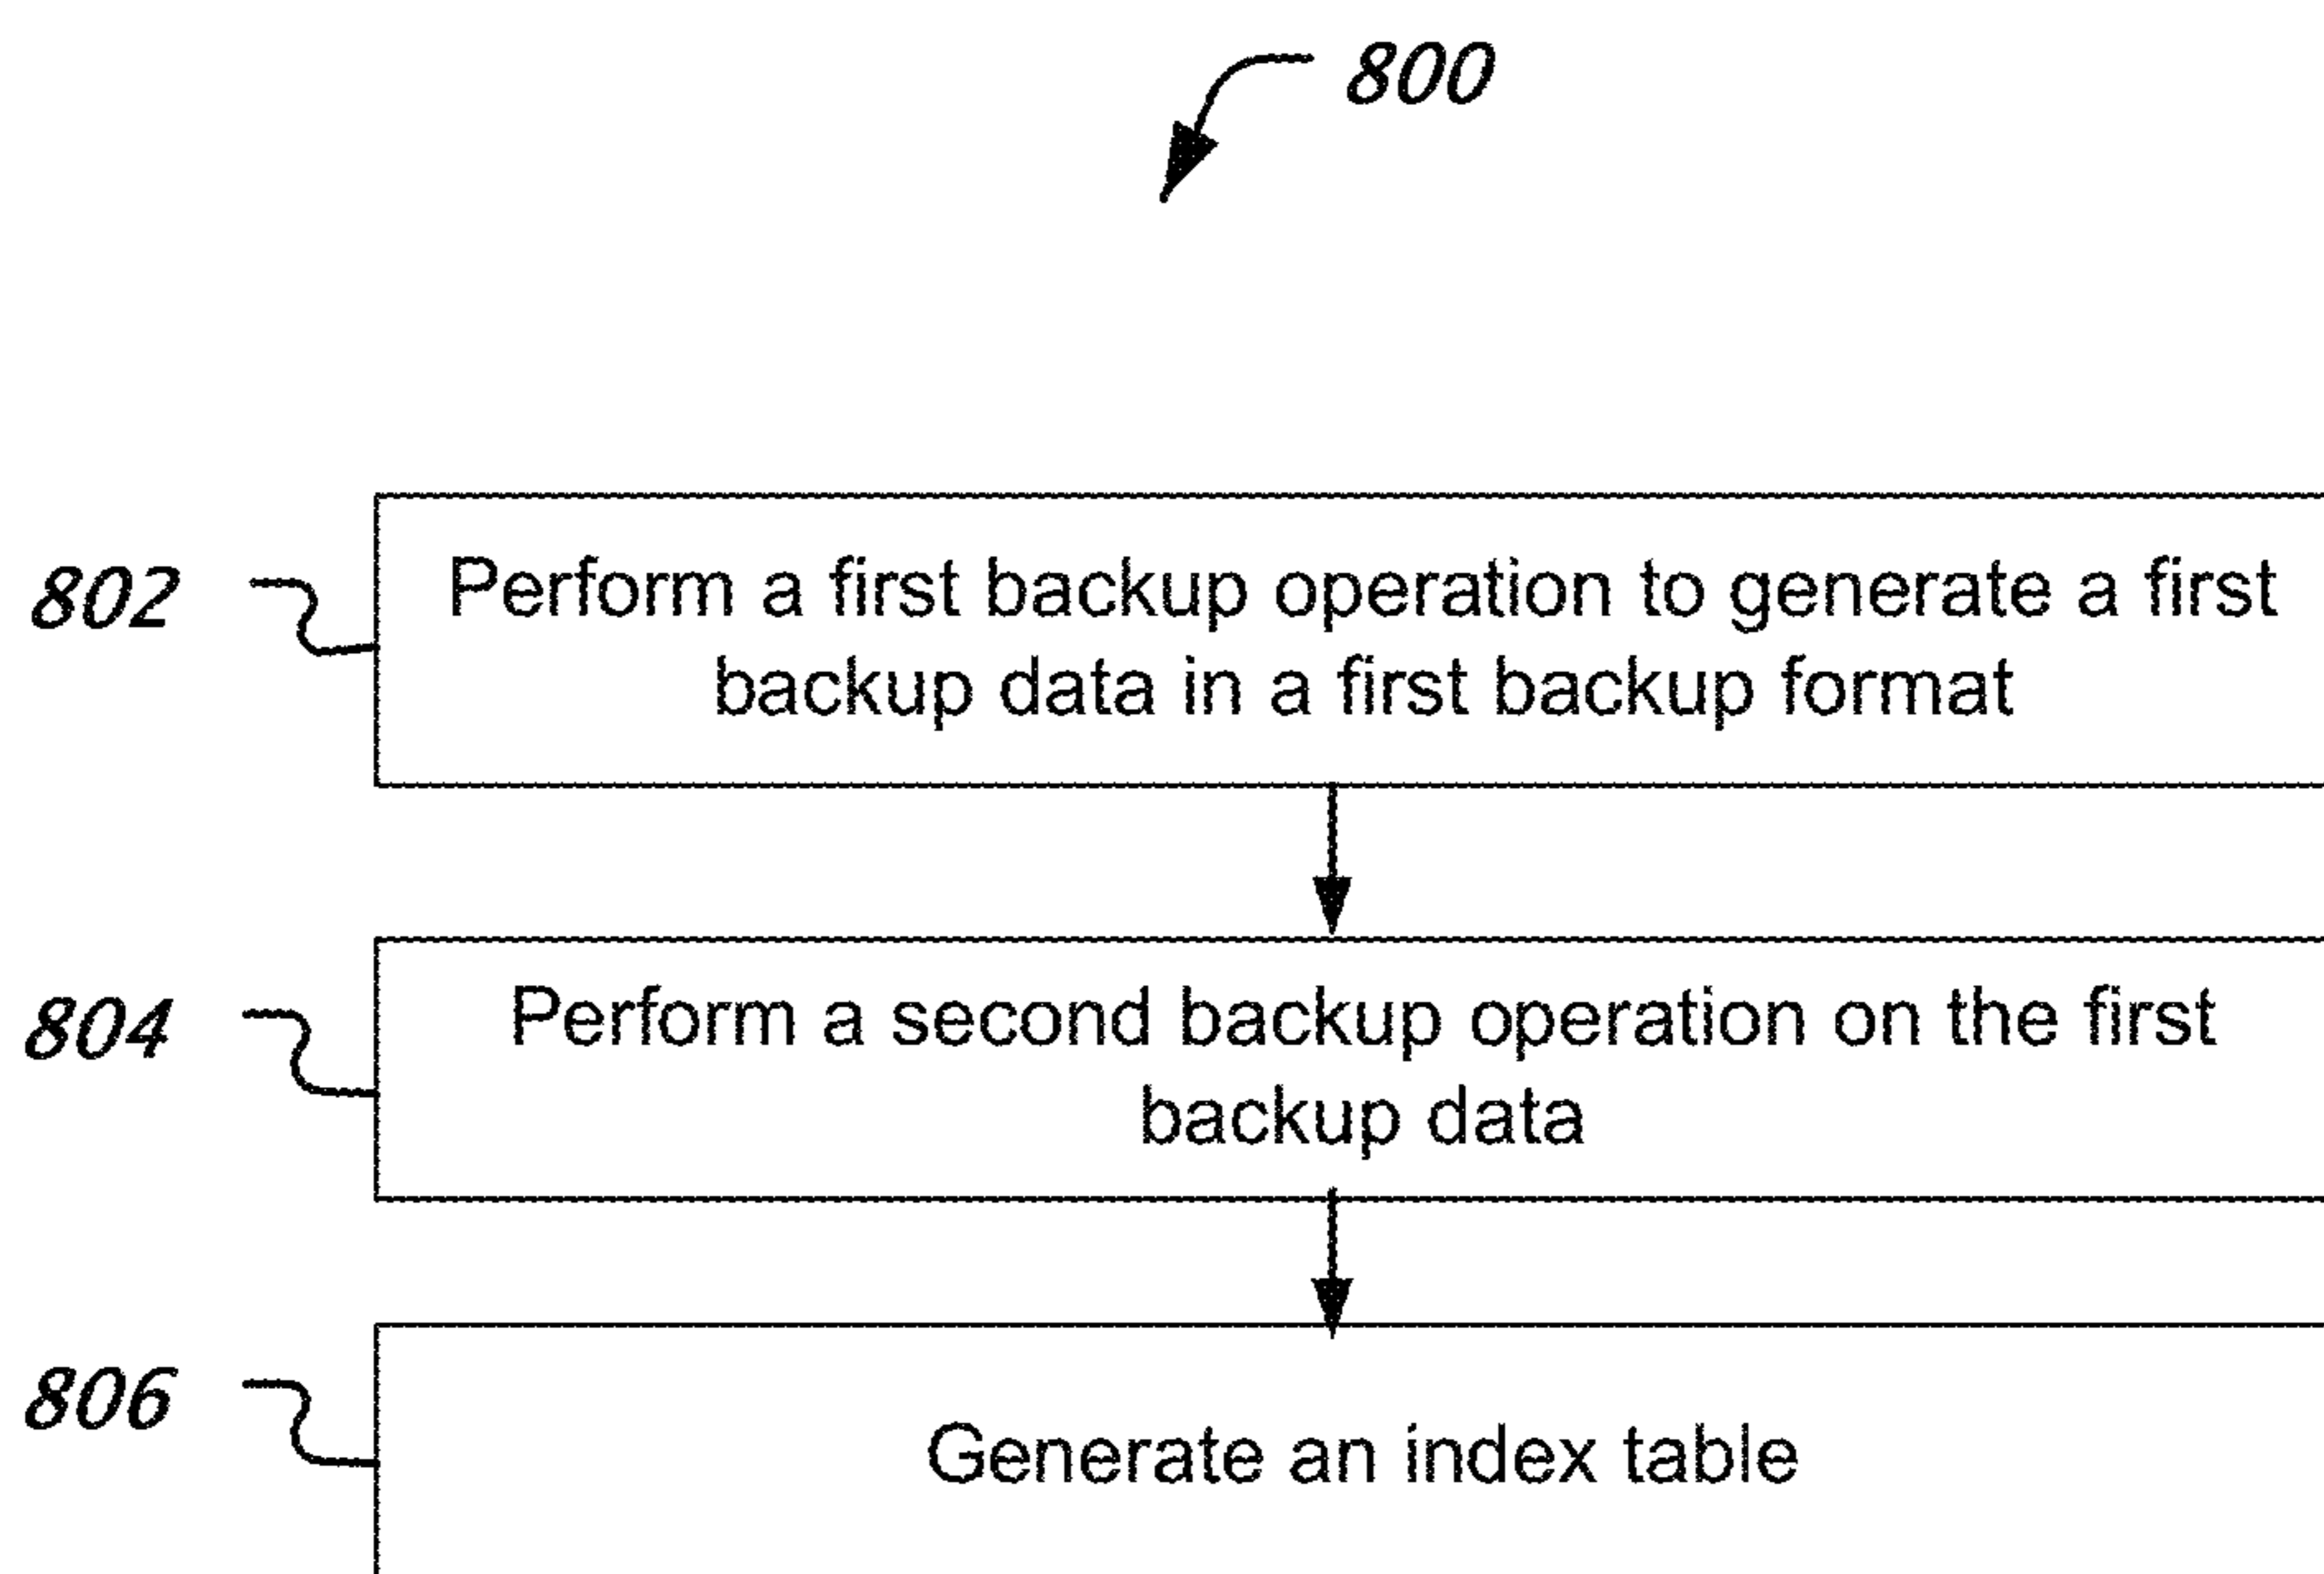 800
802
Perform a first backup operation to generate a first
backup data in a first backup format
804
Perform a second backup operation on the first
backup data
806
Generate an index table